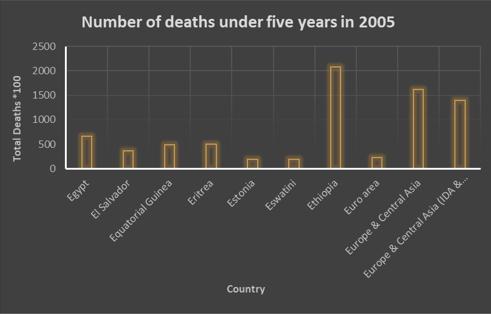 Number of deaths under five years in 2005
Total Deaths *100
2500
2000
1500
1000
500
0
Egypt
El Salvador
Equatorial Guinea
Eritrea
Estonia
Eswatini
Ethiopia
Euro area
Europe & Central Asia
Europe & Central Asia (IDA &...
Country